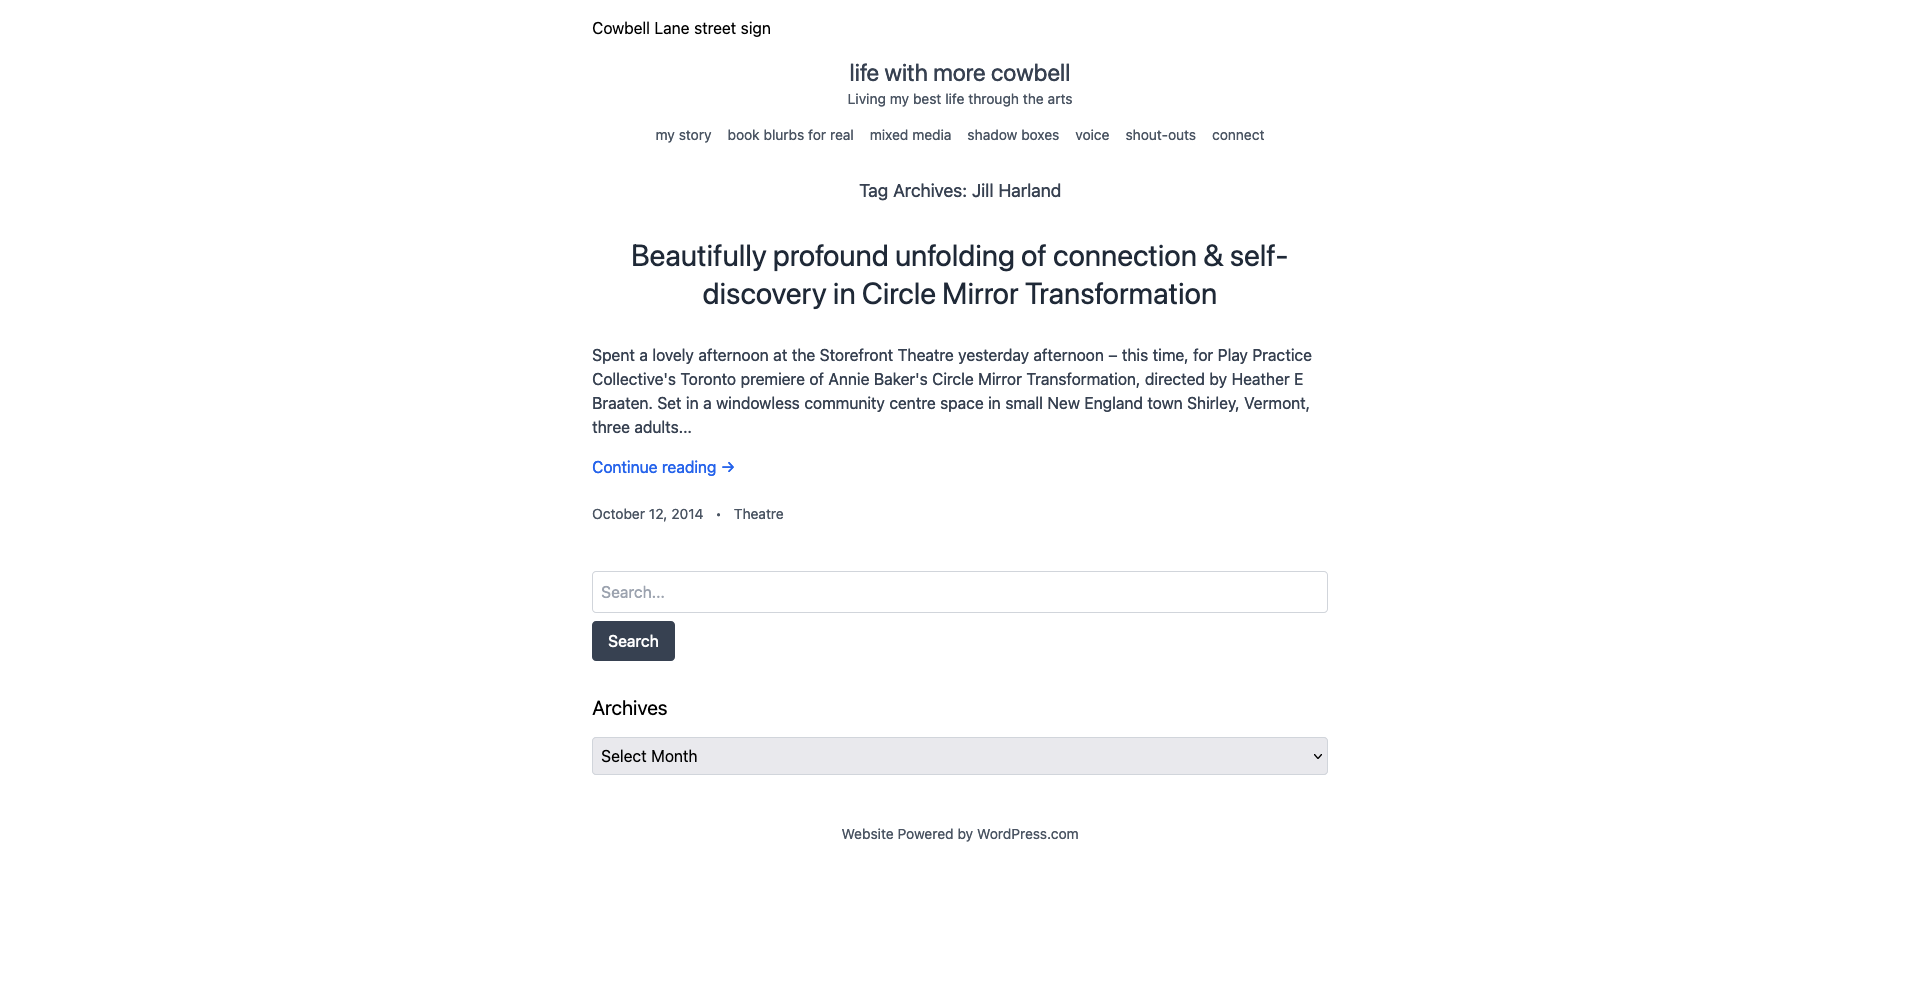 Cowbell Lane street sign
life with more cowbell
Living my best life through the arts
my story book blurbs for real mixed media shadow boxes voice shout-outs connect
Tag Archives: Jill Harland
Beautifully profound unfolding of connection & self-
discovery in Circle Mirror Transformation
Spent a lovely afternoon at the Storefront Theatre yesterday afternoon – this time, for Play Practice
Collective's Toronto premiere of Annie Baker's Circle Mirror Transformation, directed by Heather E
Braaten. Set in a windowless community centre space in small New England town Shirley, Vermont,
three adults...
Continue reading →
October 12, 2014 • Theatre
Search...
Search
Archives
Select Month
Website Powered by WordPress.com